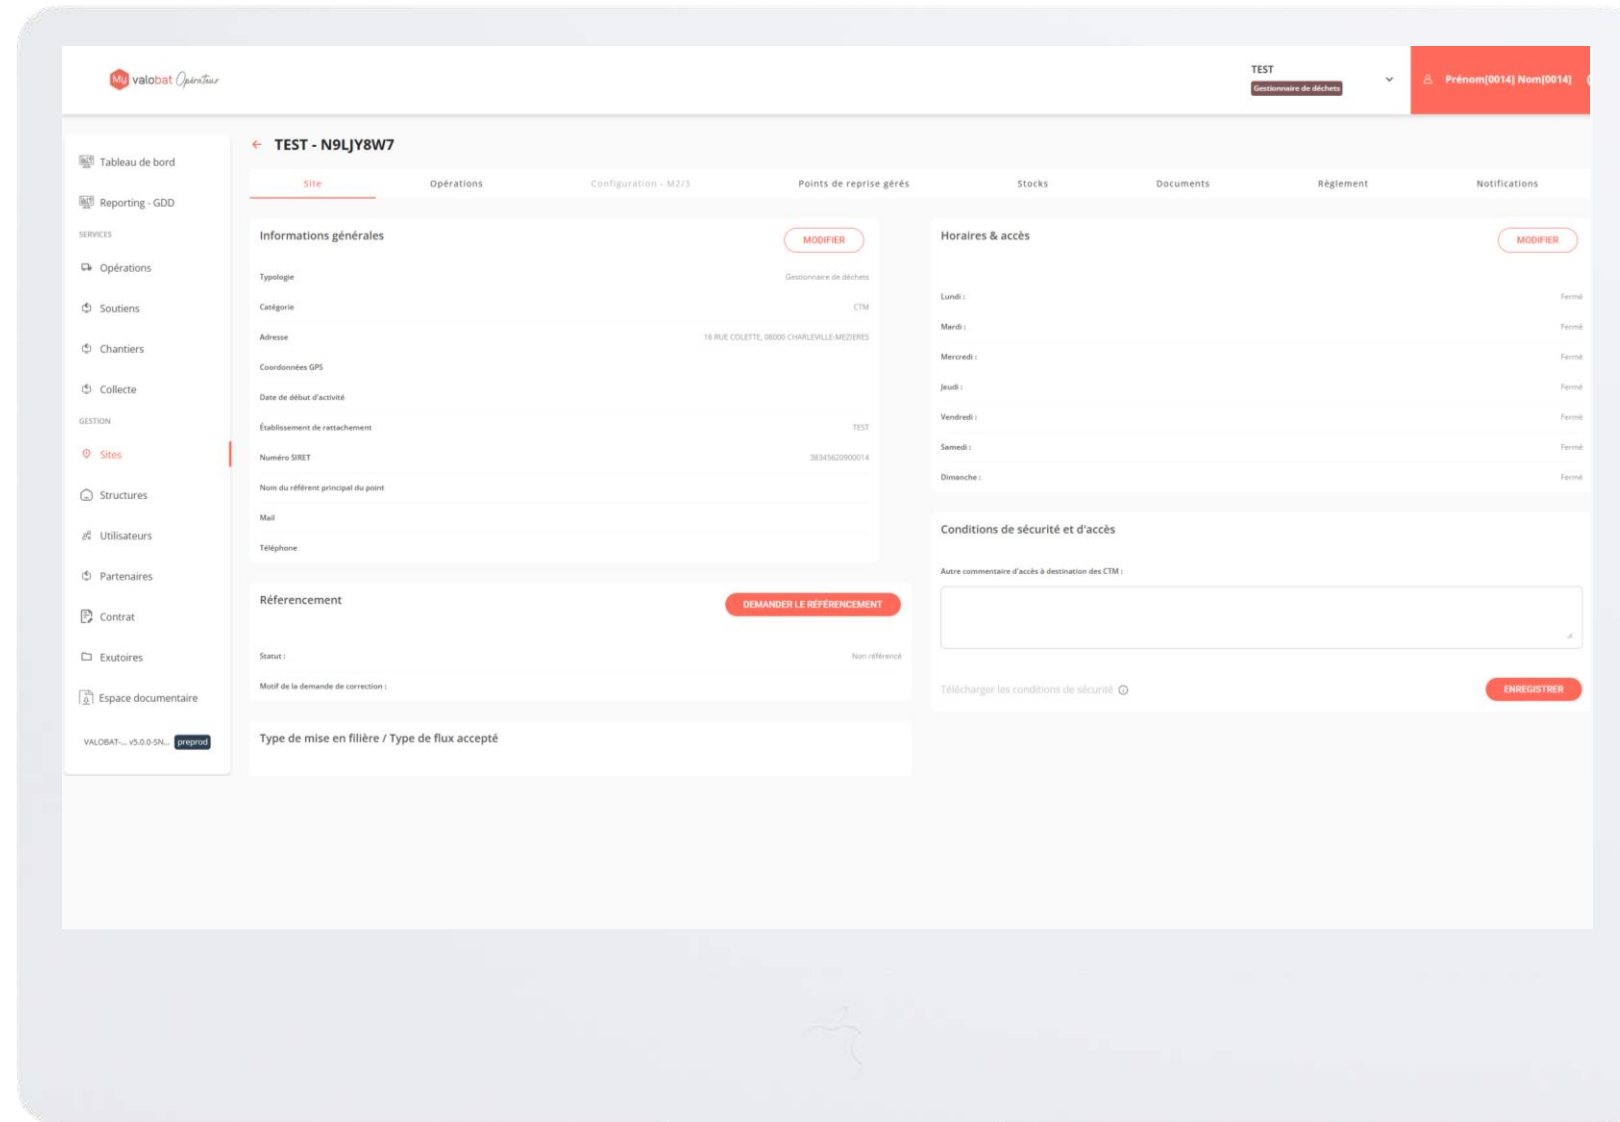 My valobat Opérateur
TEST
Gestionnaire de déchets
Prénom[0014] Nom[0014]
Tableau de bord
Reporting - GDD
SERVICES
Opérations
Soutiens
Chantiers
Collecte
GESTION
Sites
Structures
Utilisateurs
Partenaires
Contrat
Exutoires
Espace documentaire
VALOBAT-... v5.0.0-SN... preprod
← TEST - N9LJY8W7
Site Opérations Configuration - M2/3 Points de reprise gérés Stocks Documents Règlement Notifications
Informations générales MODIFIER
Typologie Gestionnaire de déchets
Catégorie CTM
Adresse 16 RUE COLETTE, 08000 CHARLEVILLE-MEZIERES
Coordonnées GPS
Date de début d'activité
Établissement de rattachement TEST
Numéro SIRET 38345620900014
Nom du référent principal du point
Mail
Téléphone
Réferencement DEMANDER LE RÉFÉRENCEMENT
Statut : Non référencé
Motif de la demande de correction :
Type de mise en filière / Type de flux accepté
Horaires & accès MODIFIER
Lundi : Fermé
Mardi : Fermé
Mercredi : Fermé
Jeudi : Fermé
Vendredi : Fermé
Samedi : Fermé
Dimanche : Fermé
Conditions de sécurité et d'accès
Autre commentaire d'accès à destination des CTM :
Télécharger les conditions de sécurité ENREGISTRER